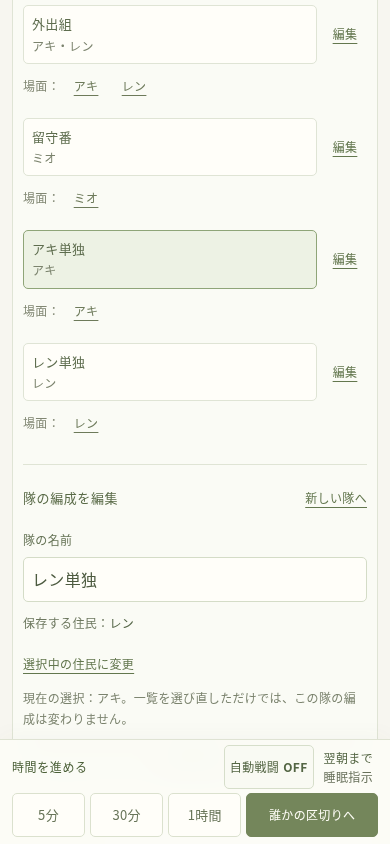 外出組
アキ・レン
編集
場面： アキ レン
留守番
ミオ
編集
場面： ミオ
アキ単独
アキ
編集
場面： アキ
レン単独
レン
編集
場面： レン
隊の編成を編集
新しい隊へ
隊の名前
レン単独
保存する住民：レン
選択中の住民に変更
現在の選択：アキ。一覧を選び直しただけでは、この隊の編
成は変わりません。
時間を進める
自動戦闘 OFF
翌朝まで
睡眠指示
5分
30分
1時間
誰かの区切りへ